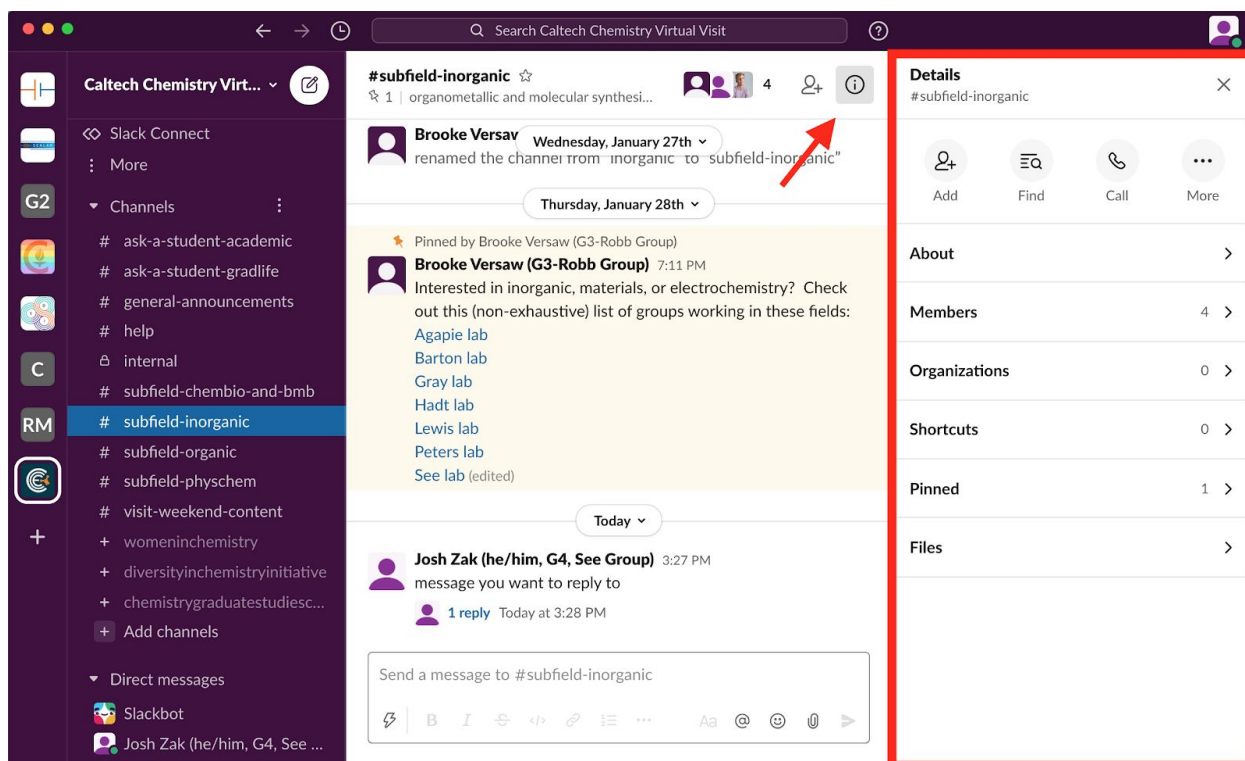 Search Caltech Chemistry Virtual Visit
G2
C
RM
Caltech Chemistry Virt...
Slack Connect
More
Channels
# ask-a-student-academic
# ask-a-student-gradlife
# general-announcements
# help
internal
# subfield-chembio-and-bmb
# subfield-inorganic
# subfield-organic
# subfield-physchem
# visit-weekend-content
+ womeninchemistry
+ diversityinchemistryinitiative
+ chemistrygraduatestudiesc...
+ Add channels
Direct messages
Slackbot
Josh Zak (he/him, G4, See ...
#subfield-inorganic
1 | organometallic and molecular synthesi...
4
Brooke Versaw
Wednesday, January 27th
renamed the channel from "inorganic" to "subfield-inorganic"
Thursday, January 28th
Pinned by Brooke Versaw (G3-Robb Group)
Brooke Versaw (G3-Robb Group) 7:11 PM
Interested in inorganic, materials, or electrochemistry? Check
out this (non-exhaustive) list of groups working in these fields:
Agapie lab
Barton lab
Gray lab
Hadt lab
Lewis lab
Peters lab
See lab (edited)
Today
Josh Zak (he/him, G4, See Group) 3:27 PM
message you want to reply to
1 reply Today at 3:28 PM
Send a message to #subfield-inorganic
B I S </> Aa @
Details
#subfield-inorganic
Add Find Call More
About
Members 4
Organizations 0
Shortcuts 0
Pinned 1
Files